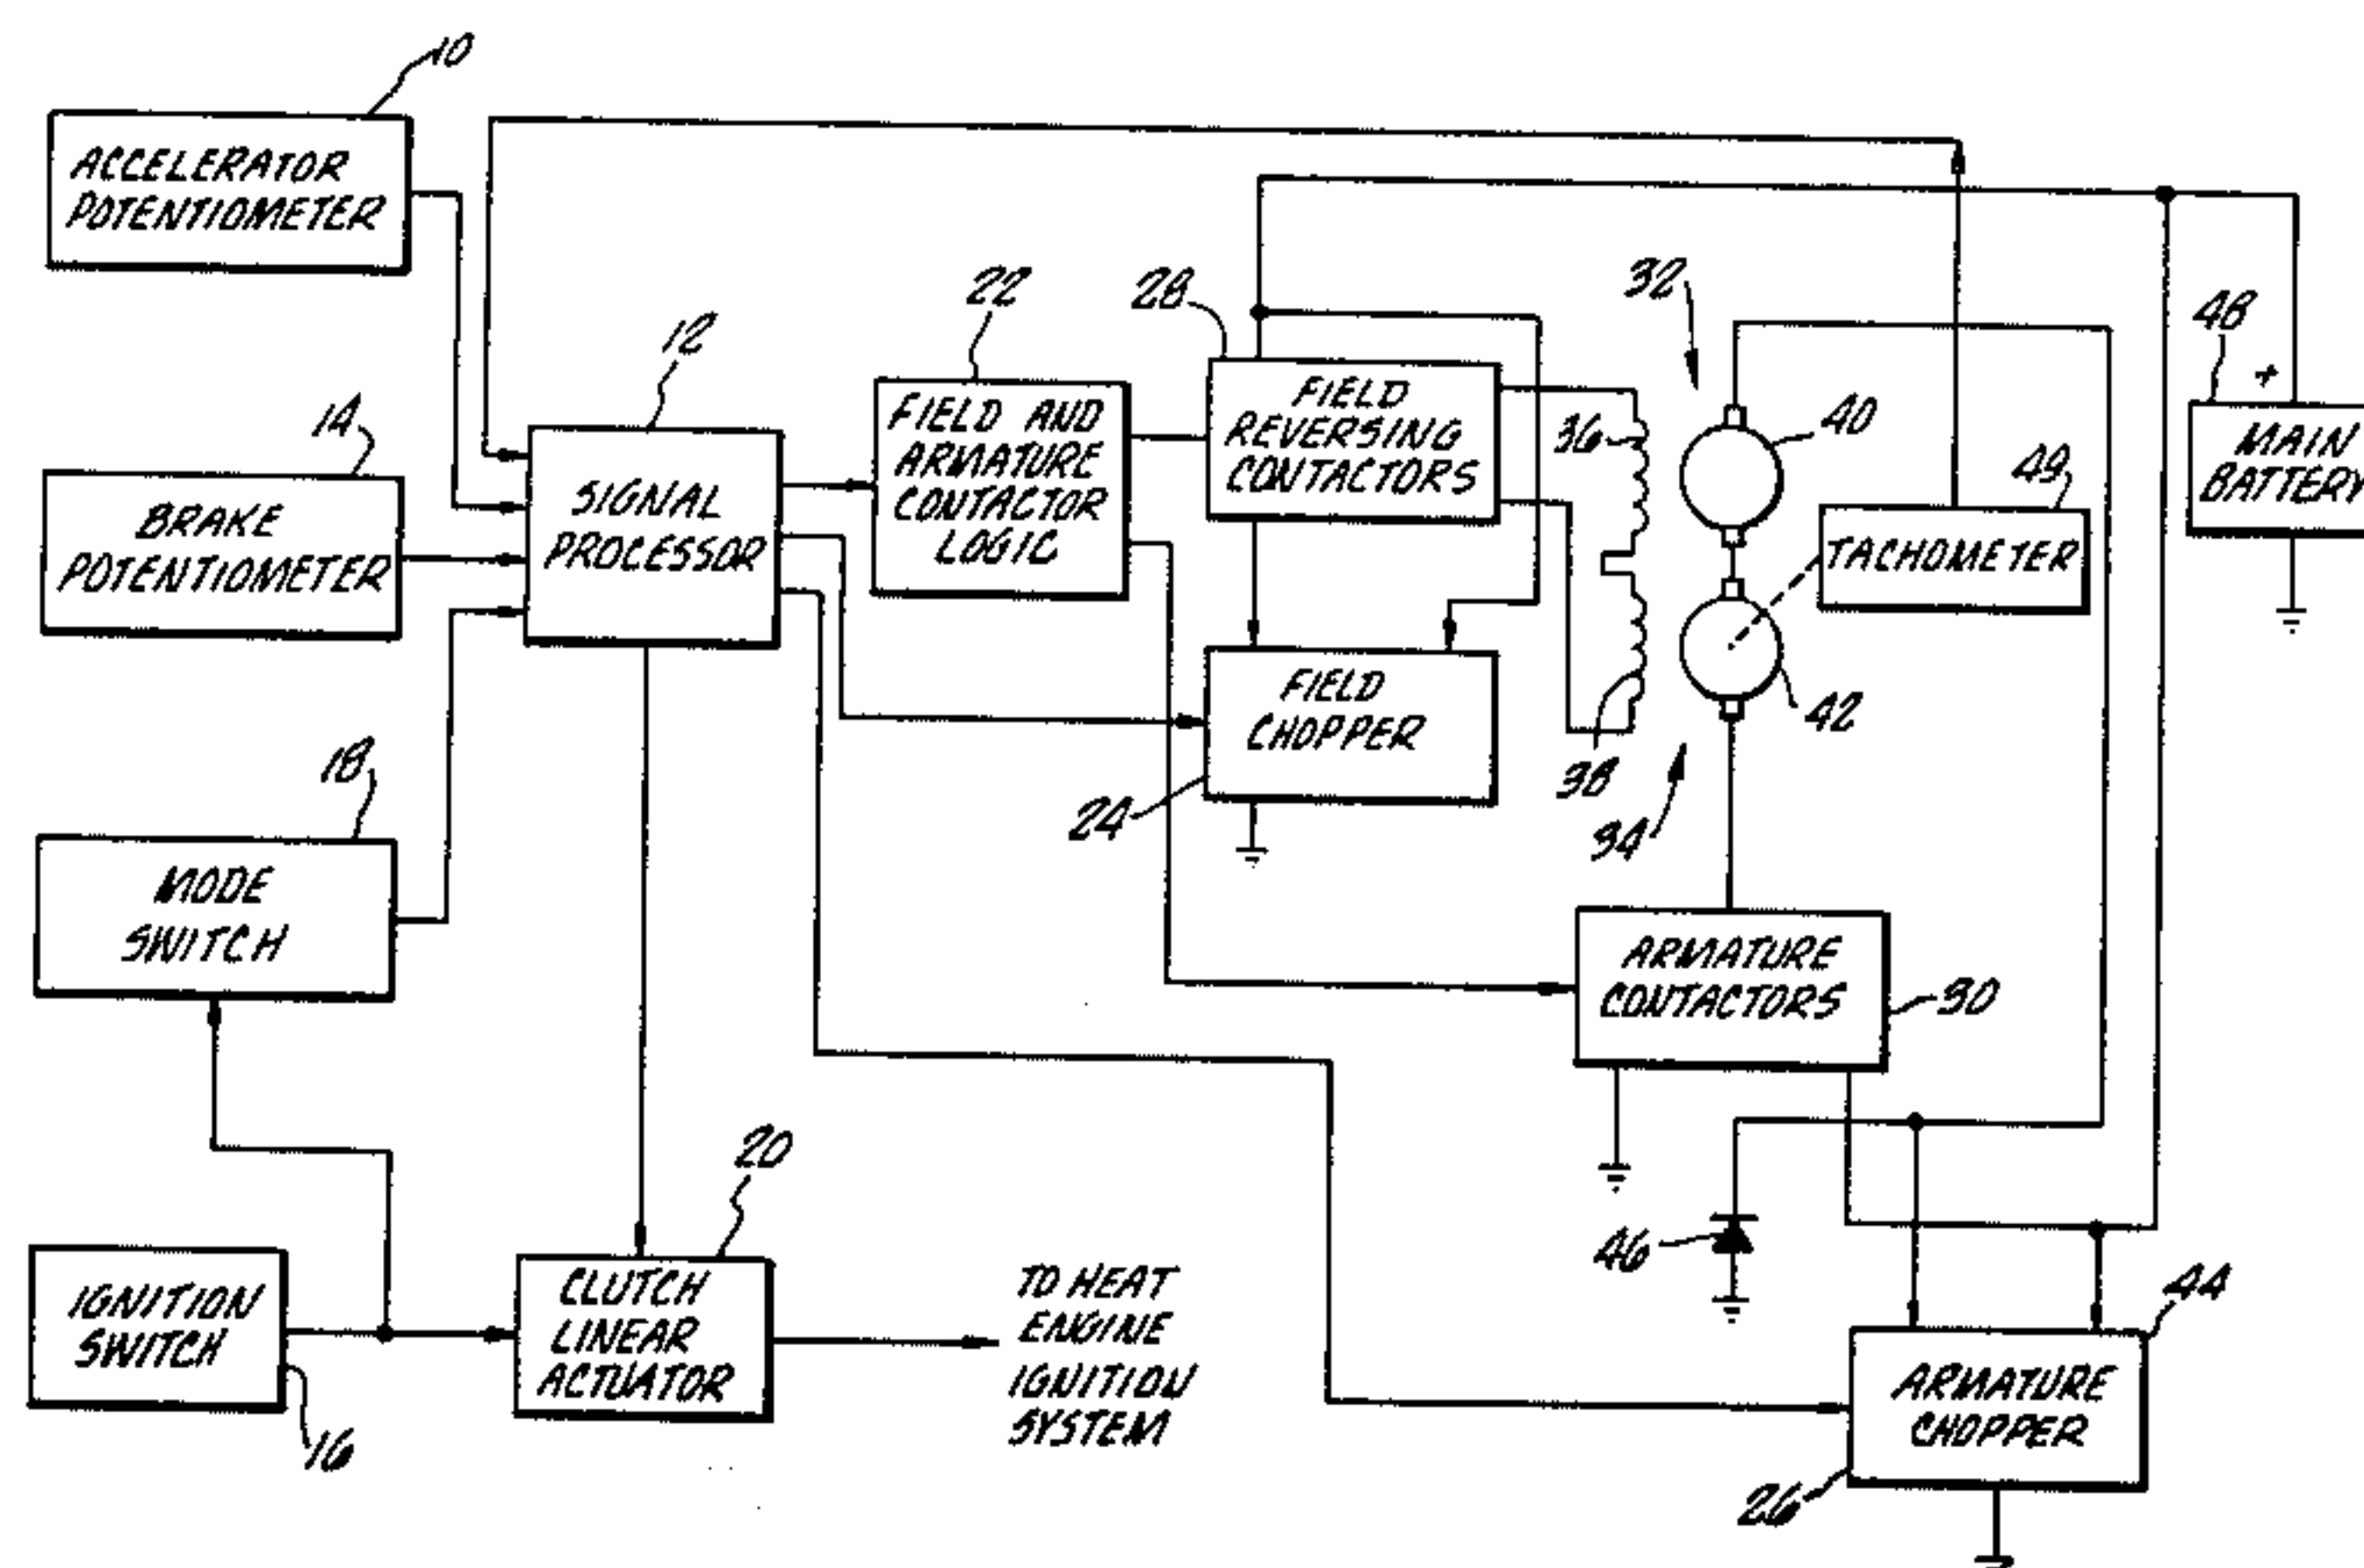 10
ACCELERATOR
POTENTIOMETER
14
BRAKE
POTENTIOMETER
18
MODE
SWITCH
IGNITION
SWITCH
16
12
SIGNAL
PROCESSOR
20
CLUTCH
LINEAR
ACTUATOR
TO HEAT
ENGINE
IGNITION
SYSTEM
22
FIELD AND
ARMATURE
CONTACTOR
LOGIC
28
FIELD
REVERSING
CONTACTORS
FIELD
CHOPPER
24
32
36
38
34
40
42
49
TACHOMETER
48
+
MAIN
BATTERY
ARMATURE
CONTACTORS
30
46
44
ARMATURE
CHOPPER
26